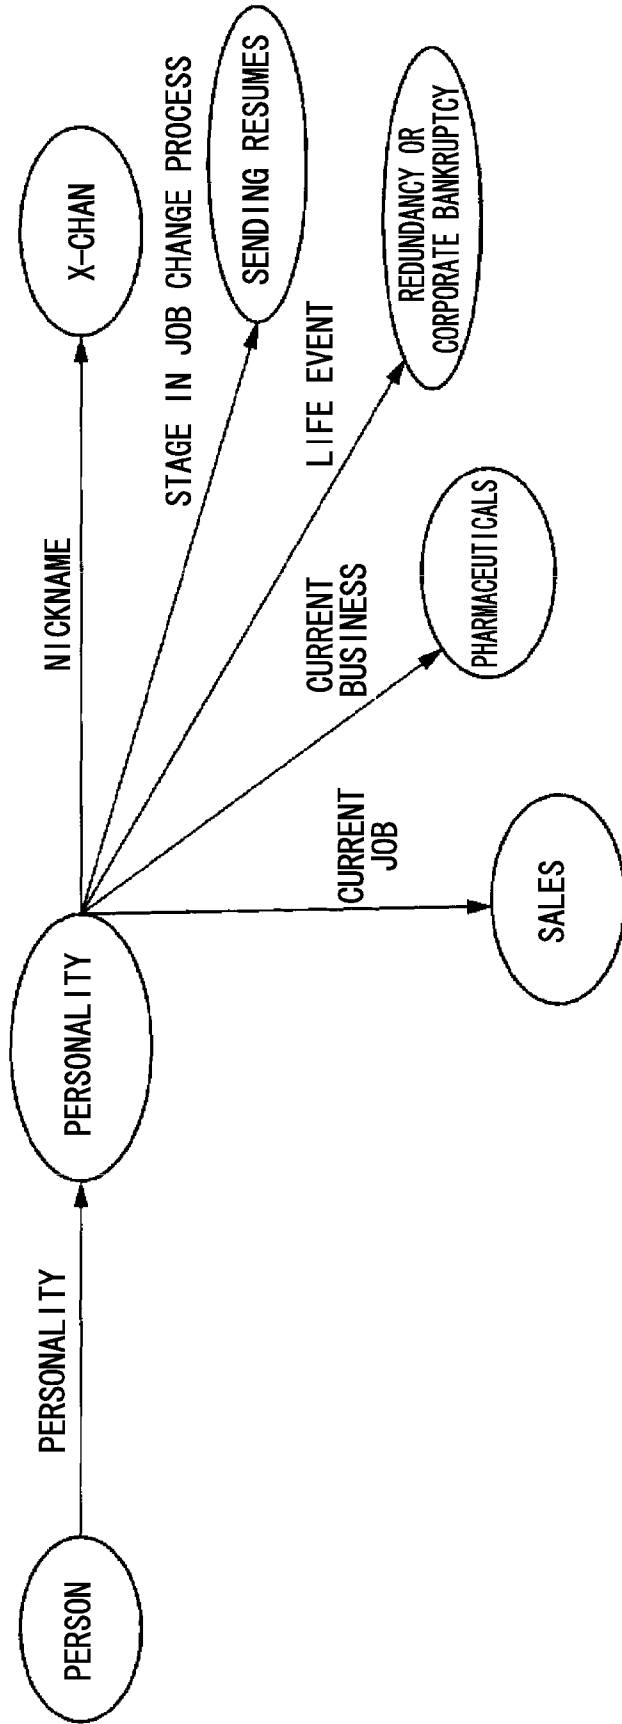 PERSON
PERSONALITY
PERSONALITY
NICKNAME
X-CHAN
STAGE IN JOB CHANGE PROCESS
SENDING RESUMES
LIFE EVENT
REDUNDANCY OR
CORPORATE BANKRUPTCY
CURRENT
BUSINESS
PHARMACEUTICALS
CURRENT
JOB
SALES